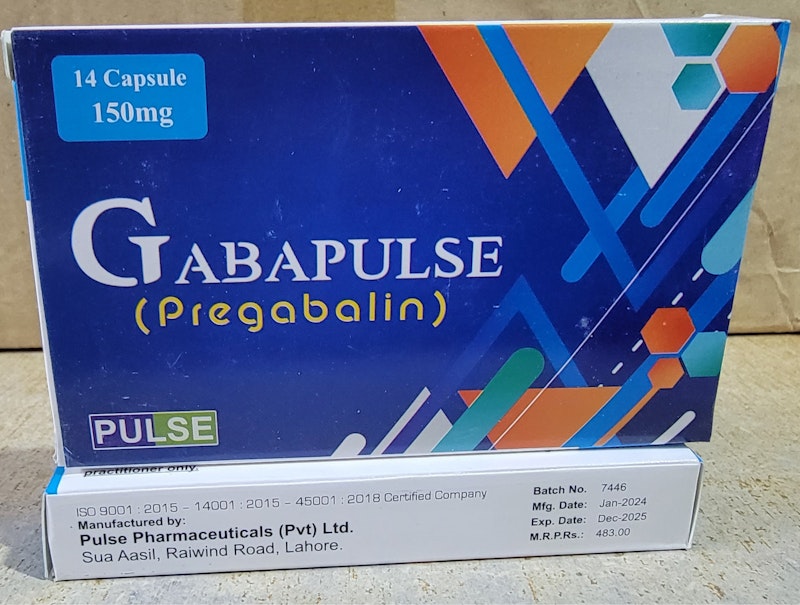 14 Capsule
150mg
GABAPULSE
(Pregabalin)
PULSE
practitioner only.
ISO 9001 : 2015 - 14001 : 2015 - 45001 : 2018 Certified Company
Manufactured by:
Pulse Pharmaceuticals (Pvt) Ltd.
Sua Aasil, Raiwind Road, Lahore.
Batch No. 7446
Mfg. Date: Jan-2024
Exp. Date: Dec-2025
M.R.P.Rs.: 483.00